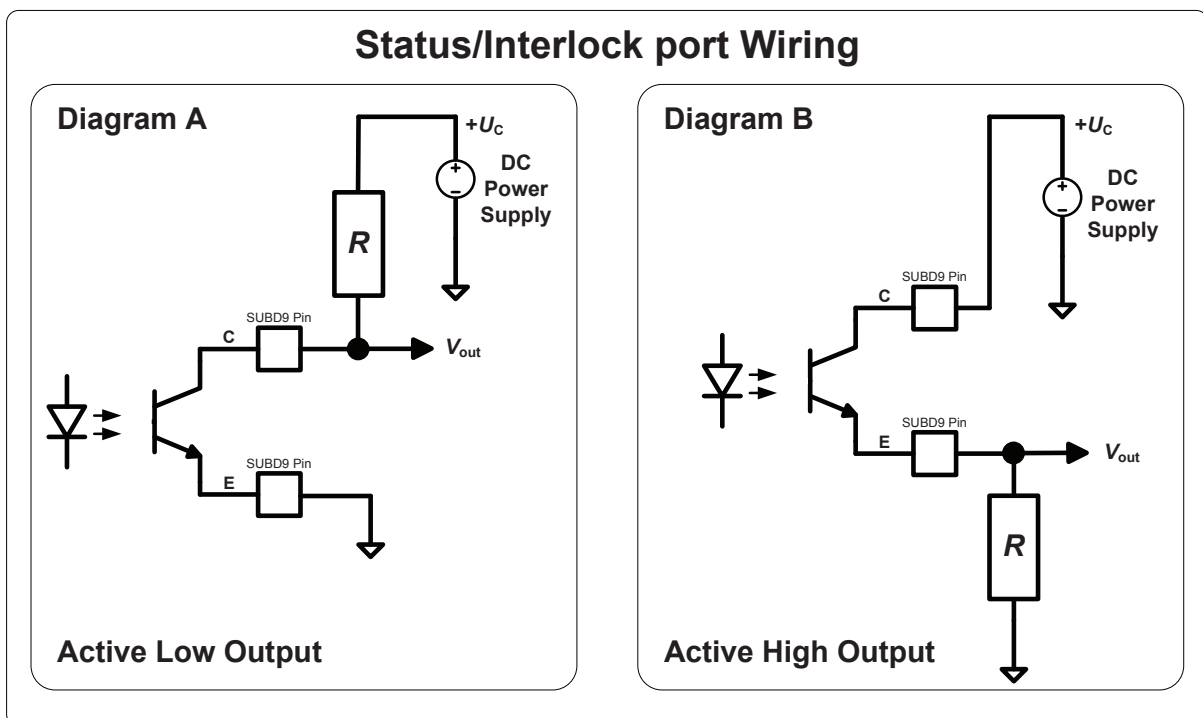 Status/Interlock port Wiring
Diagram A
+UC
DC
Power
Supply
R
SUBD9 Pin
C
Vout
SUBD9 Pin
E
Active Low Output
Diagram B
+UC
DC
Power
Supply
SUBD9 Pin
C
SUBD9 Pin
E
Vout
R
Active High Output